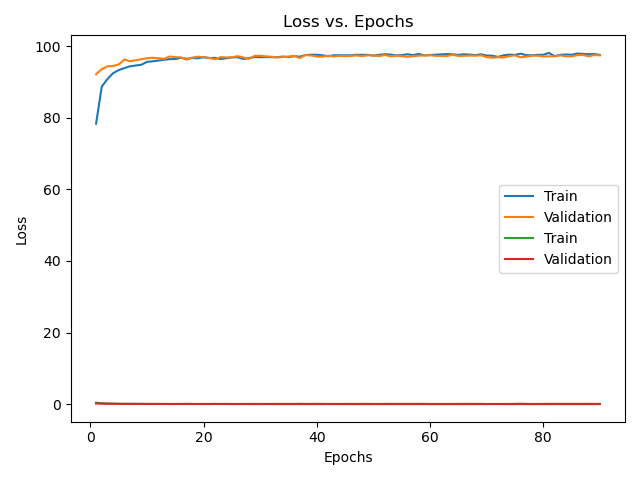 Loss vs. Epochs
100
80
60
40
20
0
Loss
Train
Validation
Train
Validation
0 20 40 60 80
Epochs